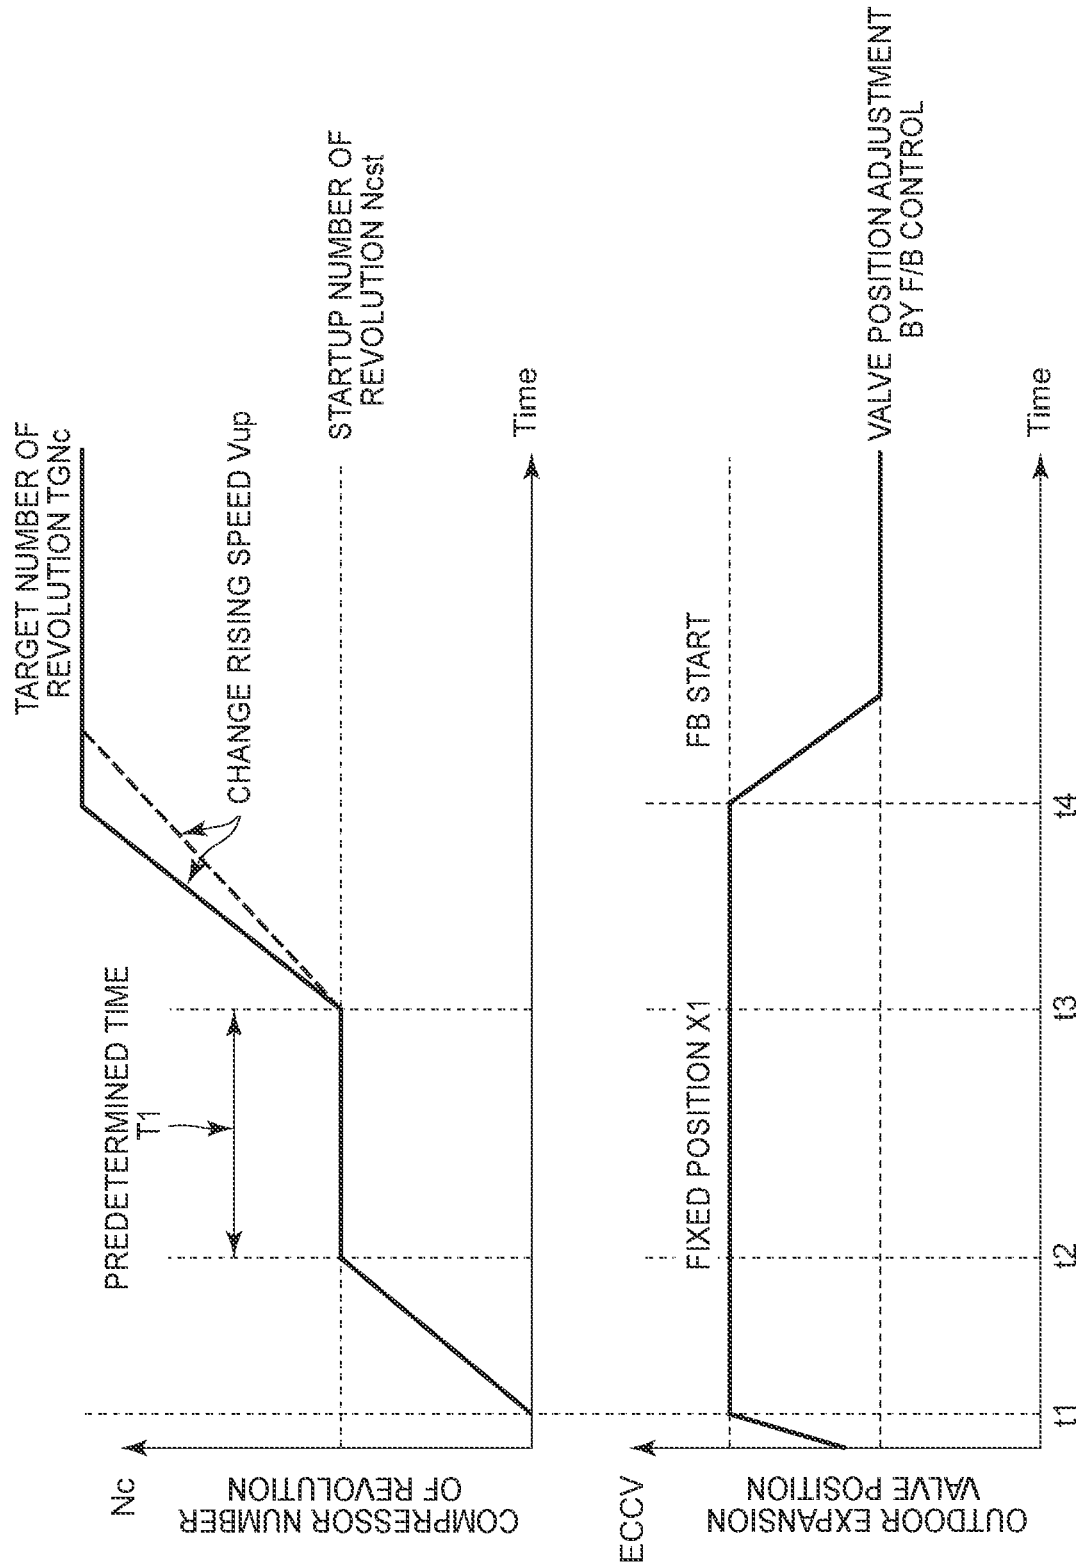 Nc
COMPRESSOR NUMBER
OF REVOLUTION
PREDETERMINED TIME
T1
TARGET NUMBER OF
REVOLUTION TGNc
CHANGE RISING SPEED Vup
STARTUP NUMBER OF
REVOLUTION Ncst
Time
ECCV
OUTDOOR EXPANSION
VALVE POSITION
FIXED POSITION X1
FB START
VALVE POSITION ADJUSTMENT
BY F/B CONTROL
Time
t1
t2
t3
t4